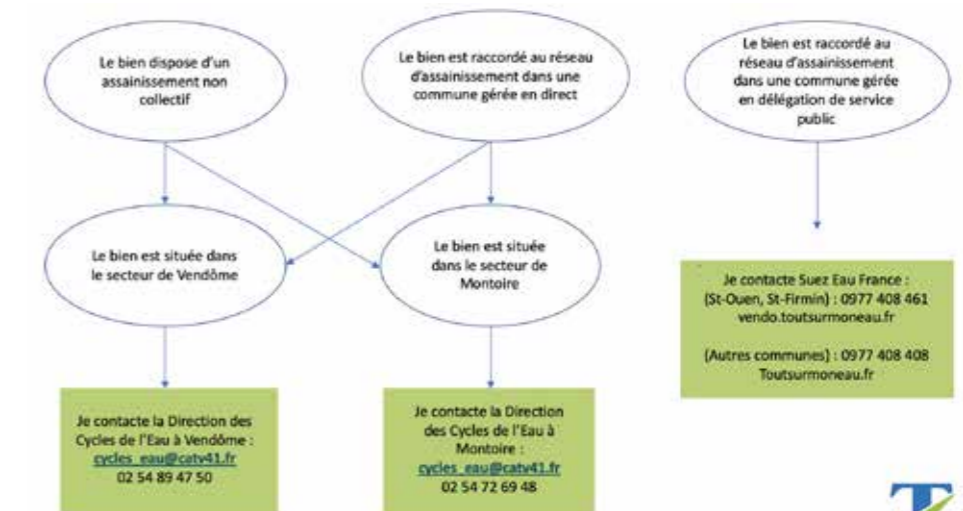 Le bien dispose d'un
assainissement non
collectif
Le bien est raccordé au réseau
d'assainissement dans une
commune gérée en direct
Le bien est raccordé au
réseau d'assainissement
dans une commune gérée
en délégation de service
public
Le bien est située dans
le secteur de Vendôme
Le bien est située
dans le secteur de
Montoire
Je contacte Suez Eau France :
(St-Ouen, St-Firmin) : 0977 408 461
vendo.toutsurmoneau.fr
(Autres communes) : 0977 408 408
Toutsurmoneau.fr
Je contacte la Direction des
Cycles de l'Eau à Vendôme :
cycles_eau@catv41.fr
02 54 89 47 50
Je contacte la Direction
des Cycles de l'Eau à
Montoire :
cycles_eau@catv41.fr
02 54 72 69 48